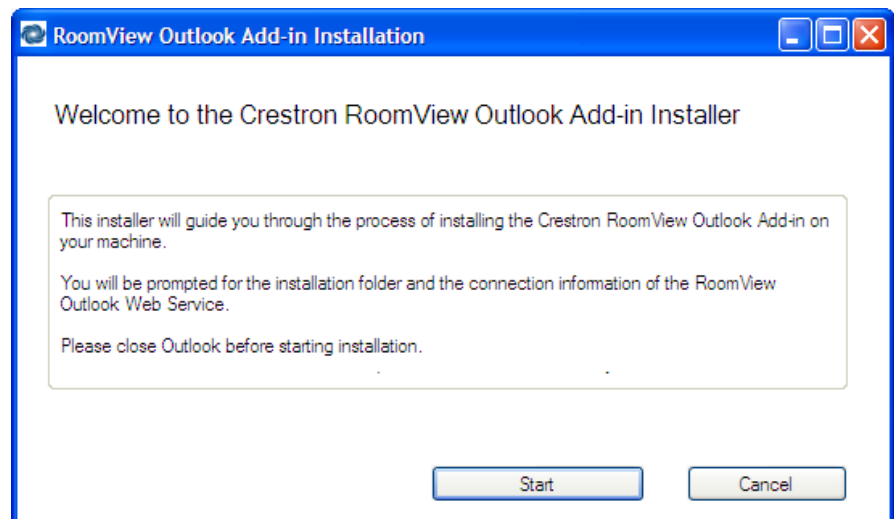 RoomView Outlook Add-in Installation
Welcome to the Crestron RoomView Outlook Add-in Installer
This installer will guide you through the process of installing the Crestron RoomView Outlook Add-in on
your machine.
You will be prompted for the installation folder and the connection information of the RoomView
Outlook Web Service.
Please close Outlook before starting installation.
Start
Cancel